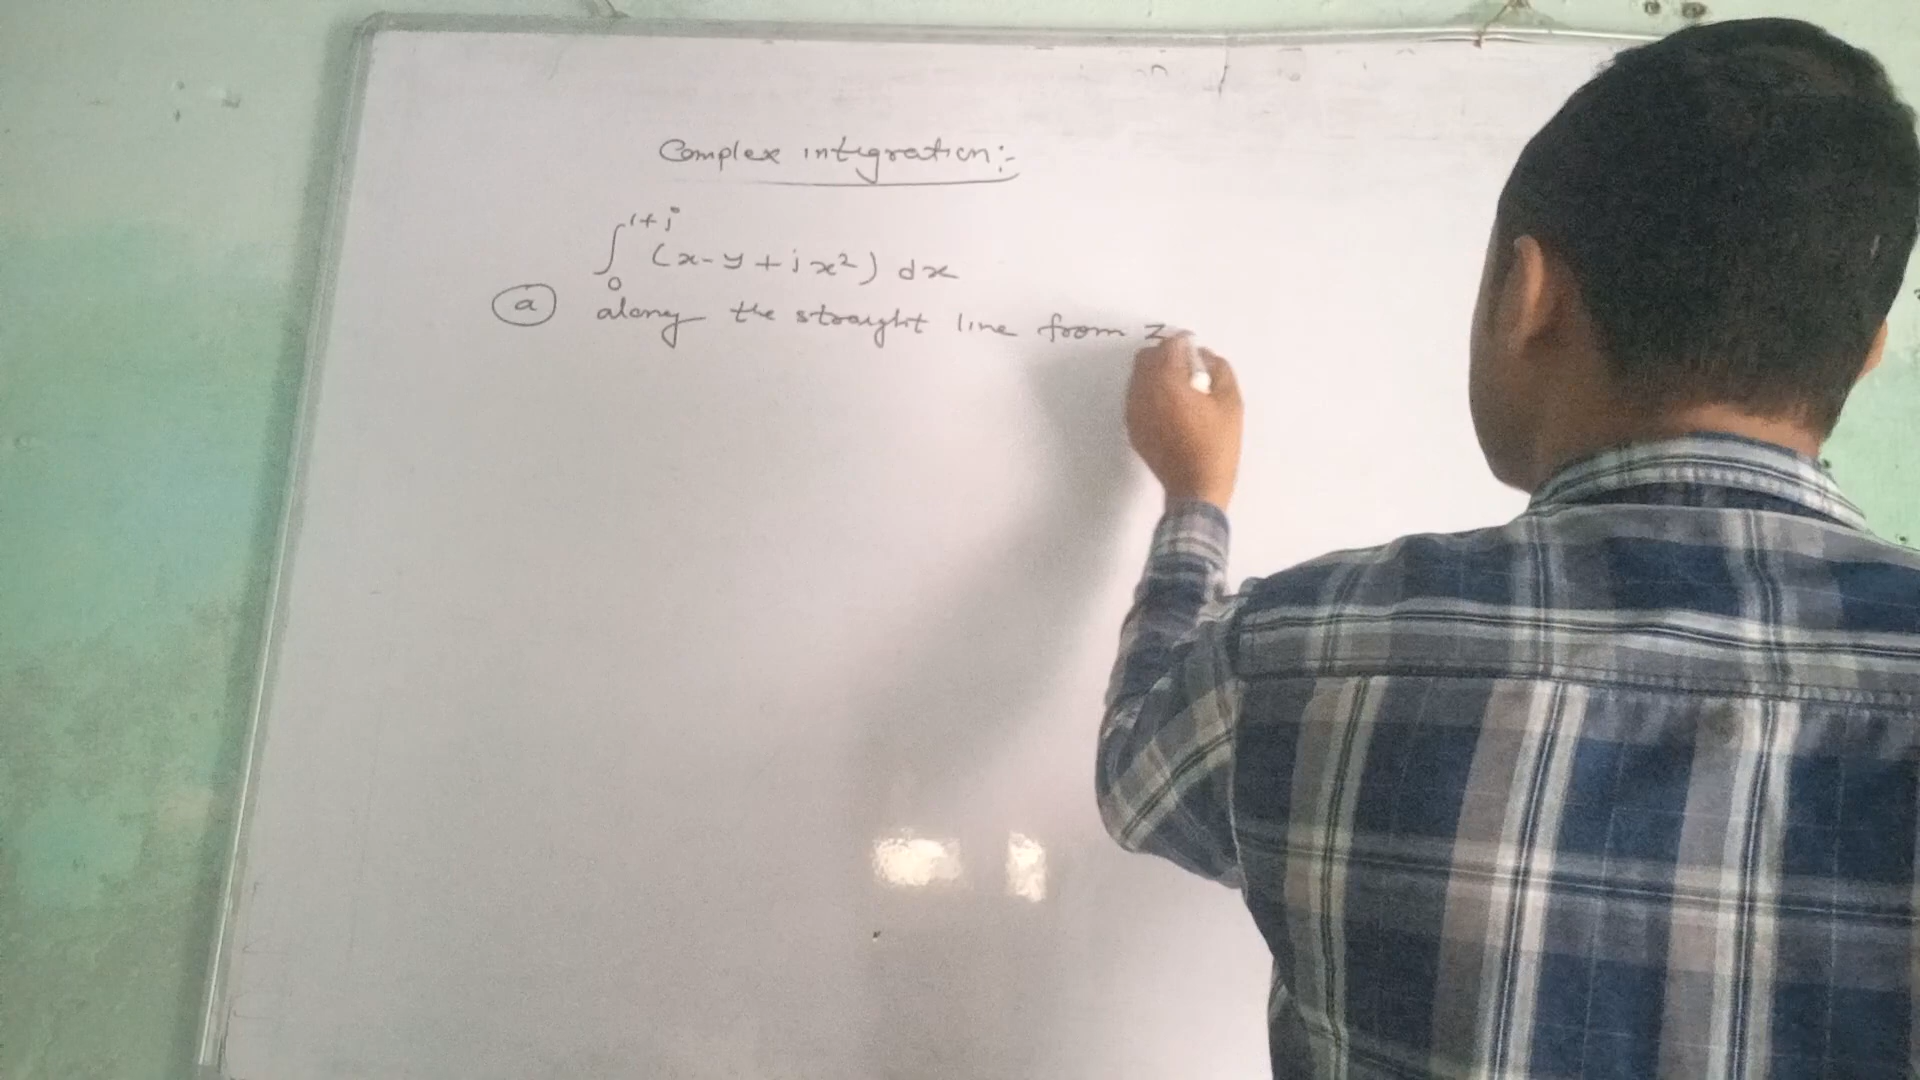 Complex integration:-
∫₀^{1+i} (x-y+ix²) dx
(a) along the straight line from z